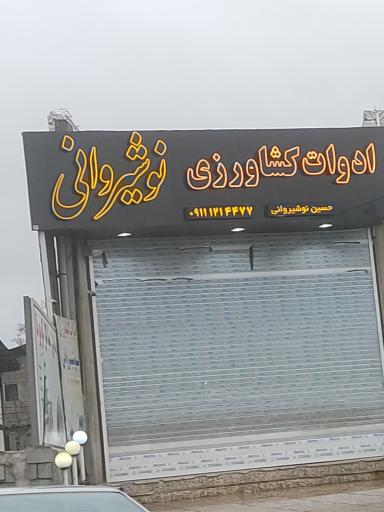 ادوات کشاورزی نوشیروانی
حسین نوشیروانی ۰۹۱۱۱۲۱۴۴۷۷